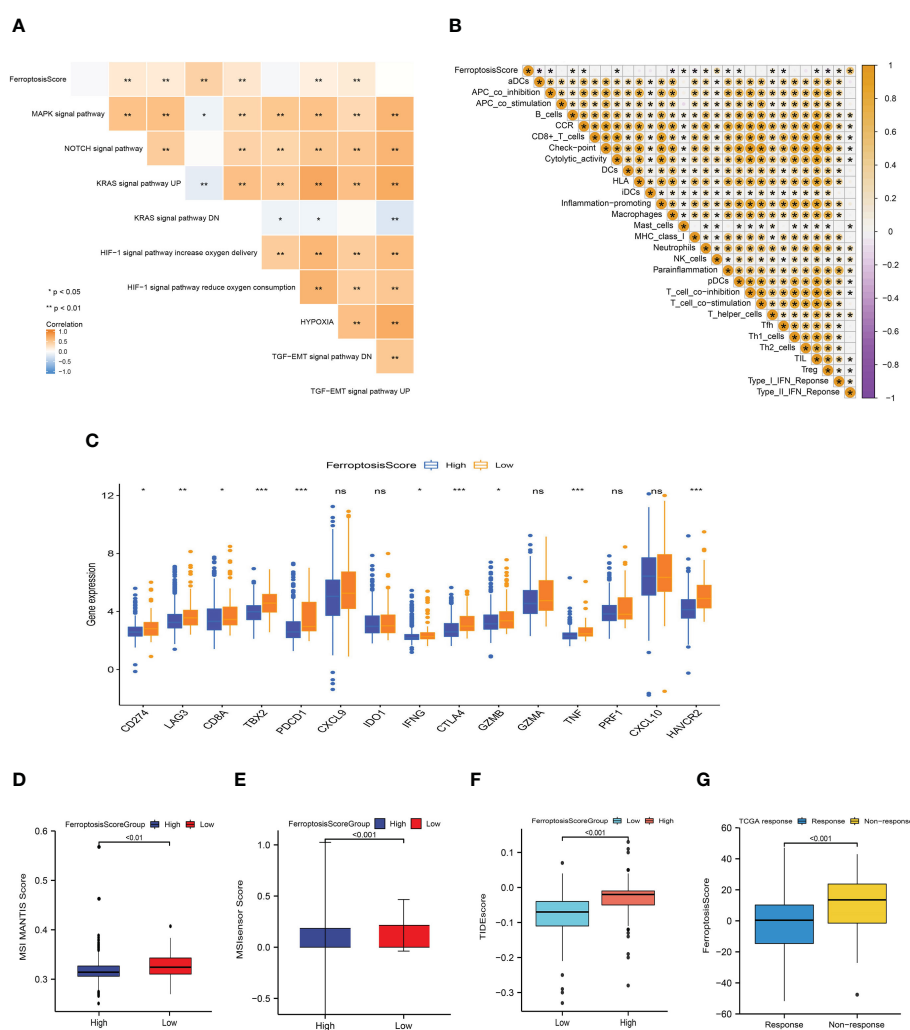 A
FerroptosisScore
MAPK signal pathway
NOTCH signal pathway
KRAS signal pathway UP
KRAS signal pathway DN
HIF−1 signal pathway increase oxygen delivery
HIF−1 signal pathway reduce oxygen consumption
HYPOXIA
TGF−EMT signal pathway DN
TGF−EMT signal pathway UP
* p < 0.05
** p < 0.01
Correlation
1.0
0.5
0.0
−0.5
−1.0
B
FerroptosisScore
aDCs
APC_co_inhibition
APC_co_stimulation
B_cells
CCR
CD8+_T_cells
Check−point
Cytolytic_activity
DCs
HLA
iDCs
Inflammation−promoting
Macrophages
Mast_cells
MHC_class_I
Neutrophils
NK_cells
Parainflammation
pDCs
T_cell_co−inhibition
T_cell_co−stimulation
T_helper_cells
Tfh
Th1_cells
Th2_cells
TIL
Treg
Type_I_IFN_Reponse
Type_II_IFN_Reponse
1
0.8
0.6
0.4
0.2
0
−0.2
−0.4
−0.6
−0.8
−1
C
FerroptosisScore High Low
* ** * *** *** ns ns * *** * ns *** ns ns ***
Gene expression
12
8
4
0
CD274 LAG3 CD8A TBX2 PDCD1 CXCL9 IDO1 IFNG CTLA4 GZMB GZMA TNF PRF1 CXCL10 HAVCR2
D
FerroptosisScoreGroup High Low
<0.01
MSI MANTIS Score
0.6
0.5
0.4
0.3
High Low
E
FerroptosisScoreGroup High Low
<0.001
MSIsensor Score
1.0
0.5
0.0
−0.5
High Low
F
FerroptosisScoreGroup Low High
<0.001
TIDEscore
0.1
0.0
−0.1
−0.2
−0.3
Low High
G
TCGA response Response Non−response
<0.001
FerroptosisScore
60
40
20
0
−20
−40
−60
Response Non−response